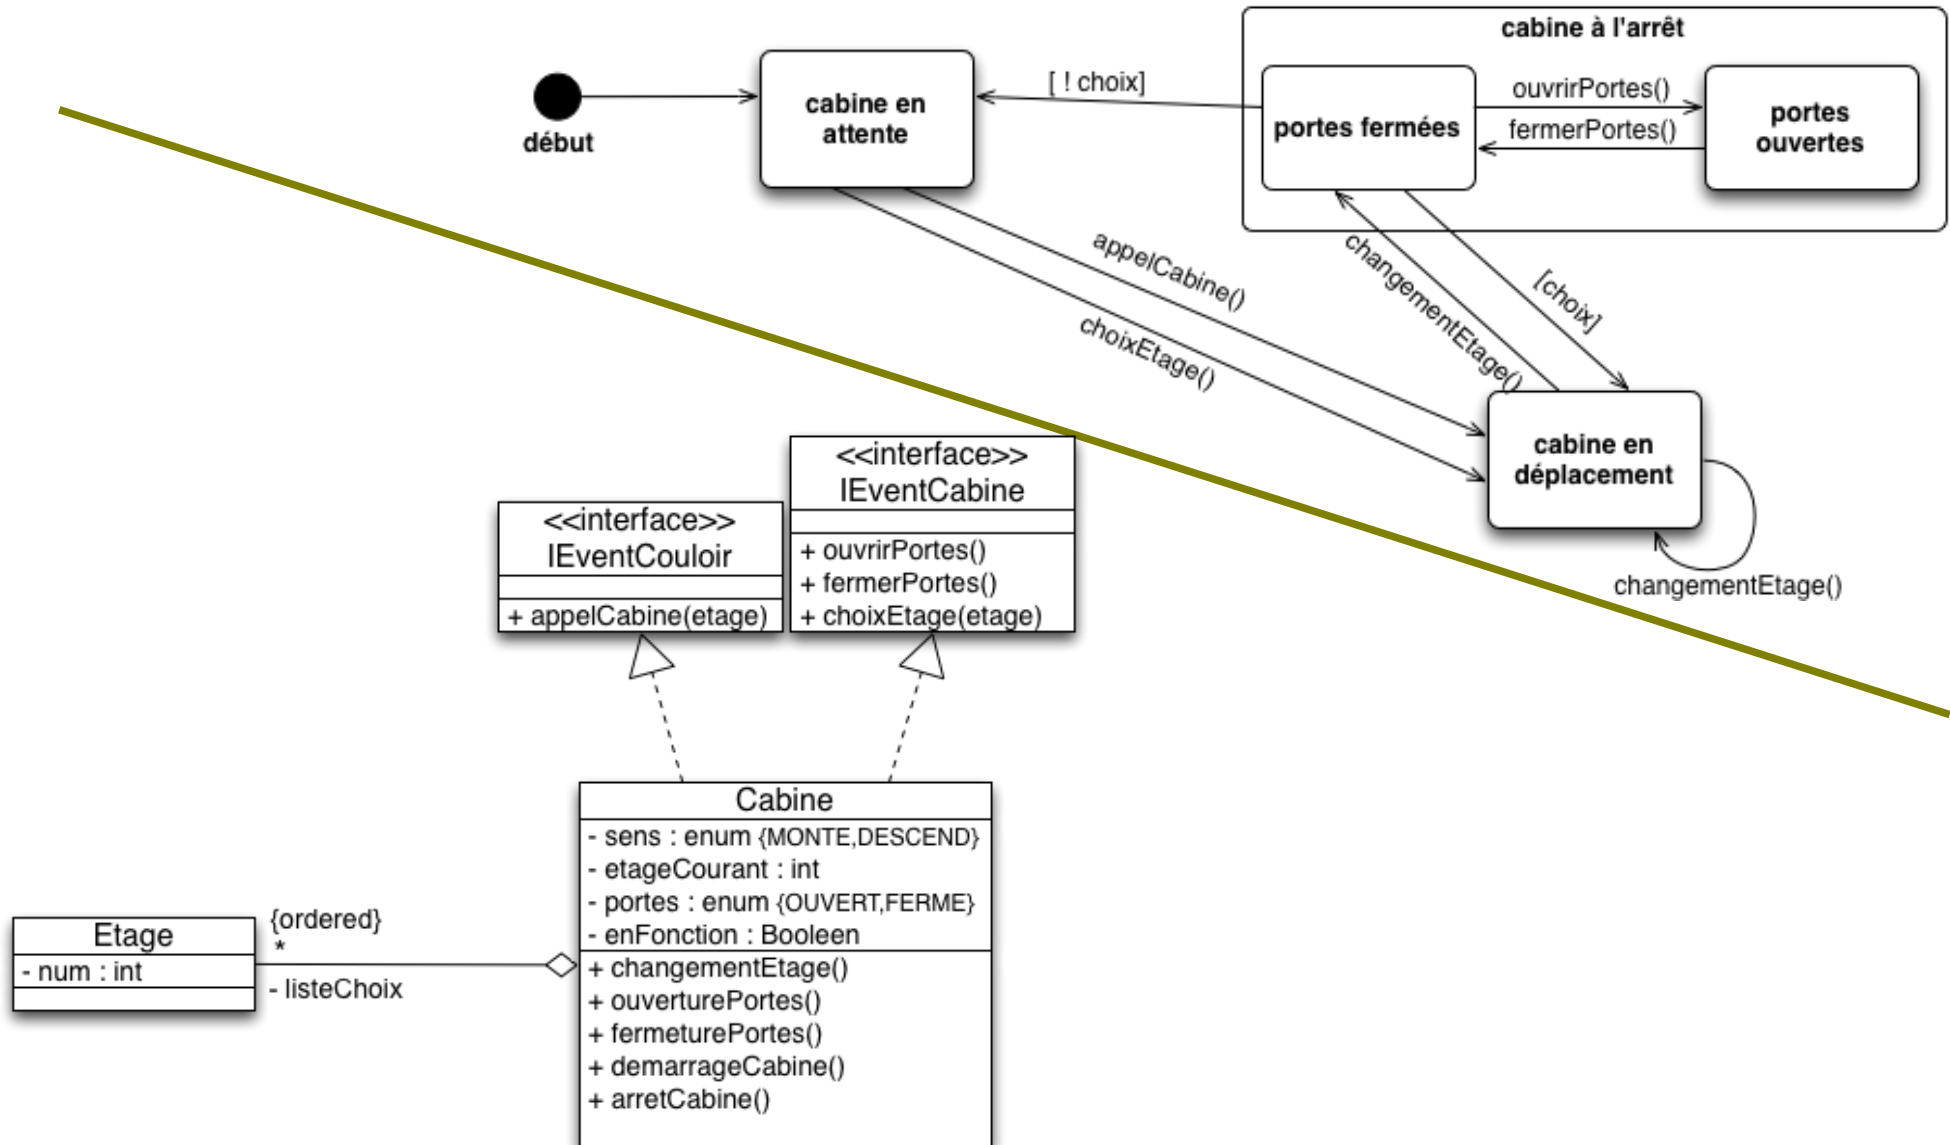 cabine à l'arrêt
début
cabine en
attente
[ ! choix]
portes fermées
ouvrirPortes()
fermerPortes()
portes
ouvertes
appelCabine()
choixEtage()
changementEtage()
[choix]
cabine en
déplacement
changementEtage()
<<interface>>
IEventCouloir
+ appelCabine(etage)
<<interface>>
IEventCabine
+ ouvrirPortes()
+ fermerPortes()
+ choixEtage(etage)
Cabine
- sens : enum {MONTE,DESCEND}
- etageCourant : int
- portes : enum {OUVERT,FERME}
- enFonction : Booleen
+ changementEtage()
+ ouverturePortes()
+ fermeturePortes()
+ demarrageCabine()
+ arretCabine()
Etage
- num : int
{ordered}
*
- listeChoix